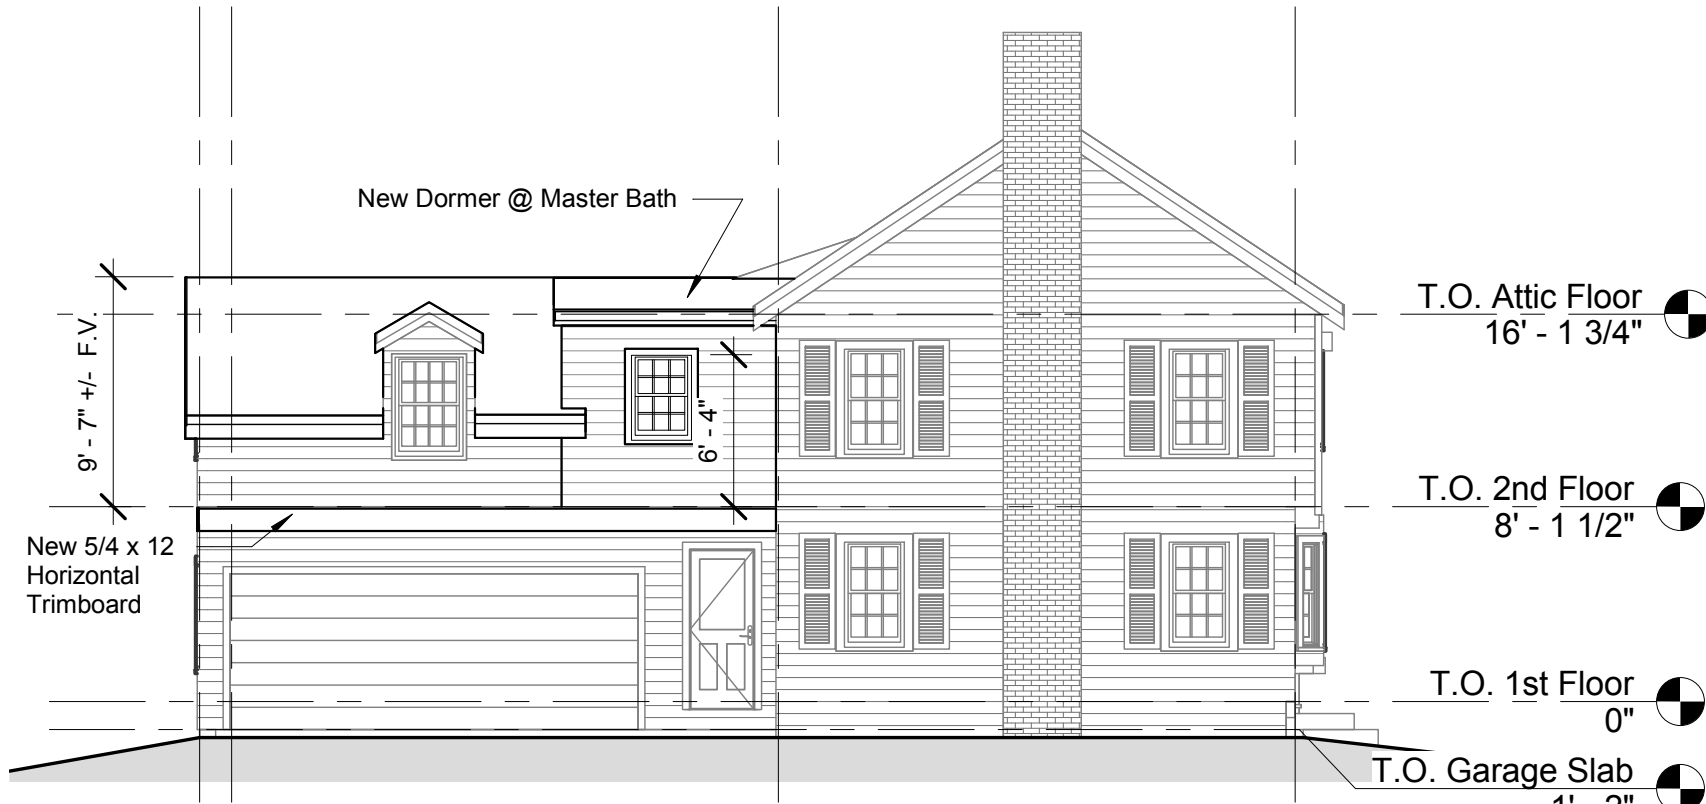 New Dormer @ Master Bath
9' - 7" +/- F.V.
6' - 4"
New 5/4 x 12
Horizontal
Trimboard
T.O. Attic Floor
16' - 1 3/4"
T.O. 2nd Floor
8' - 1 1/2"
T.O. 1st Floor
0"
T.O. Garage Slab